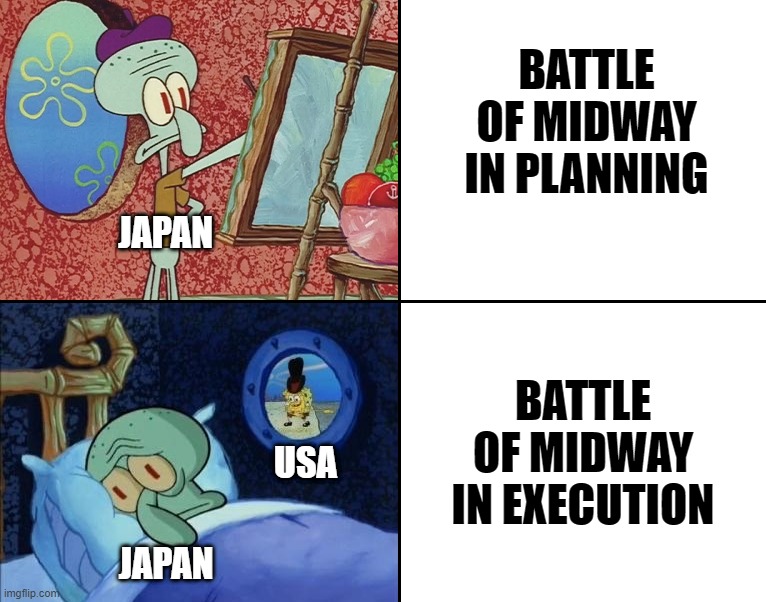 BATTLE
OF MIDWAY
IN PLANNING
JAPAN
BATTLE
OF MIDWAY
IN EXECUTION
USA
JAPAN
imgflip.com